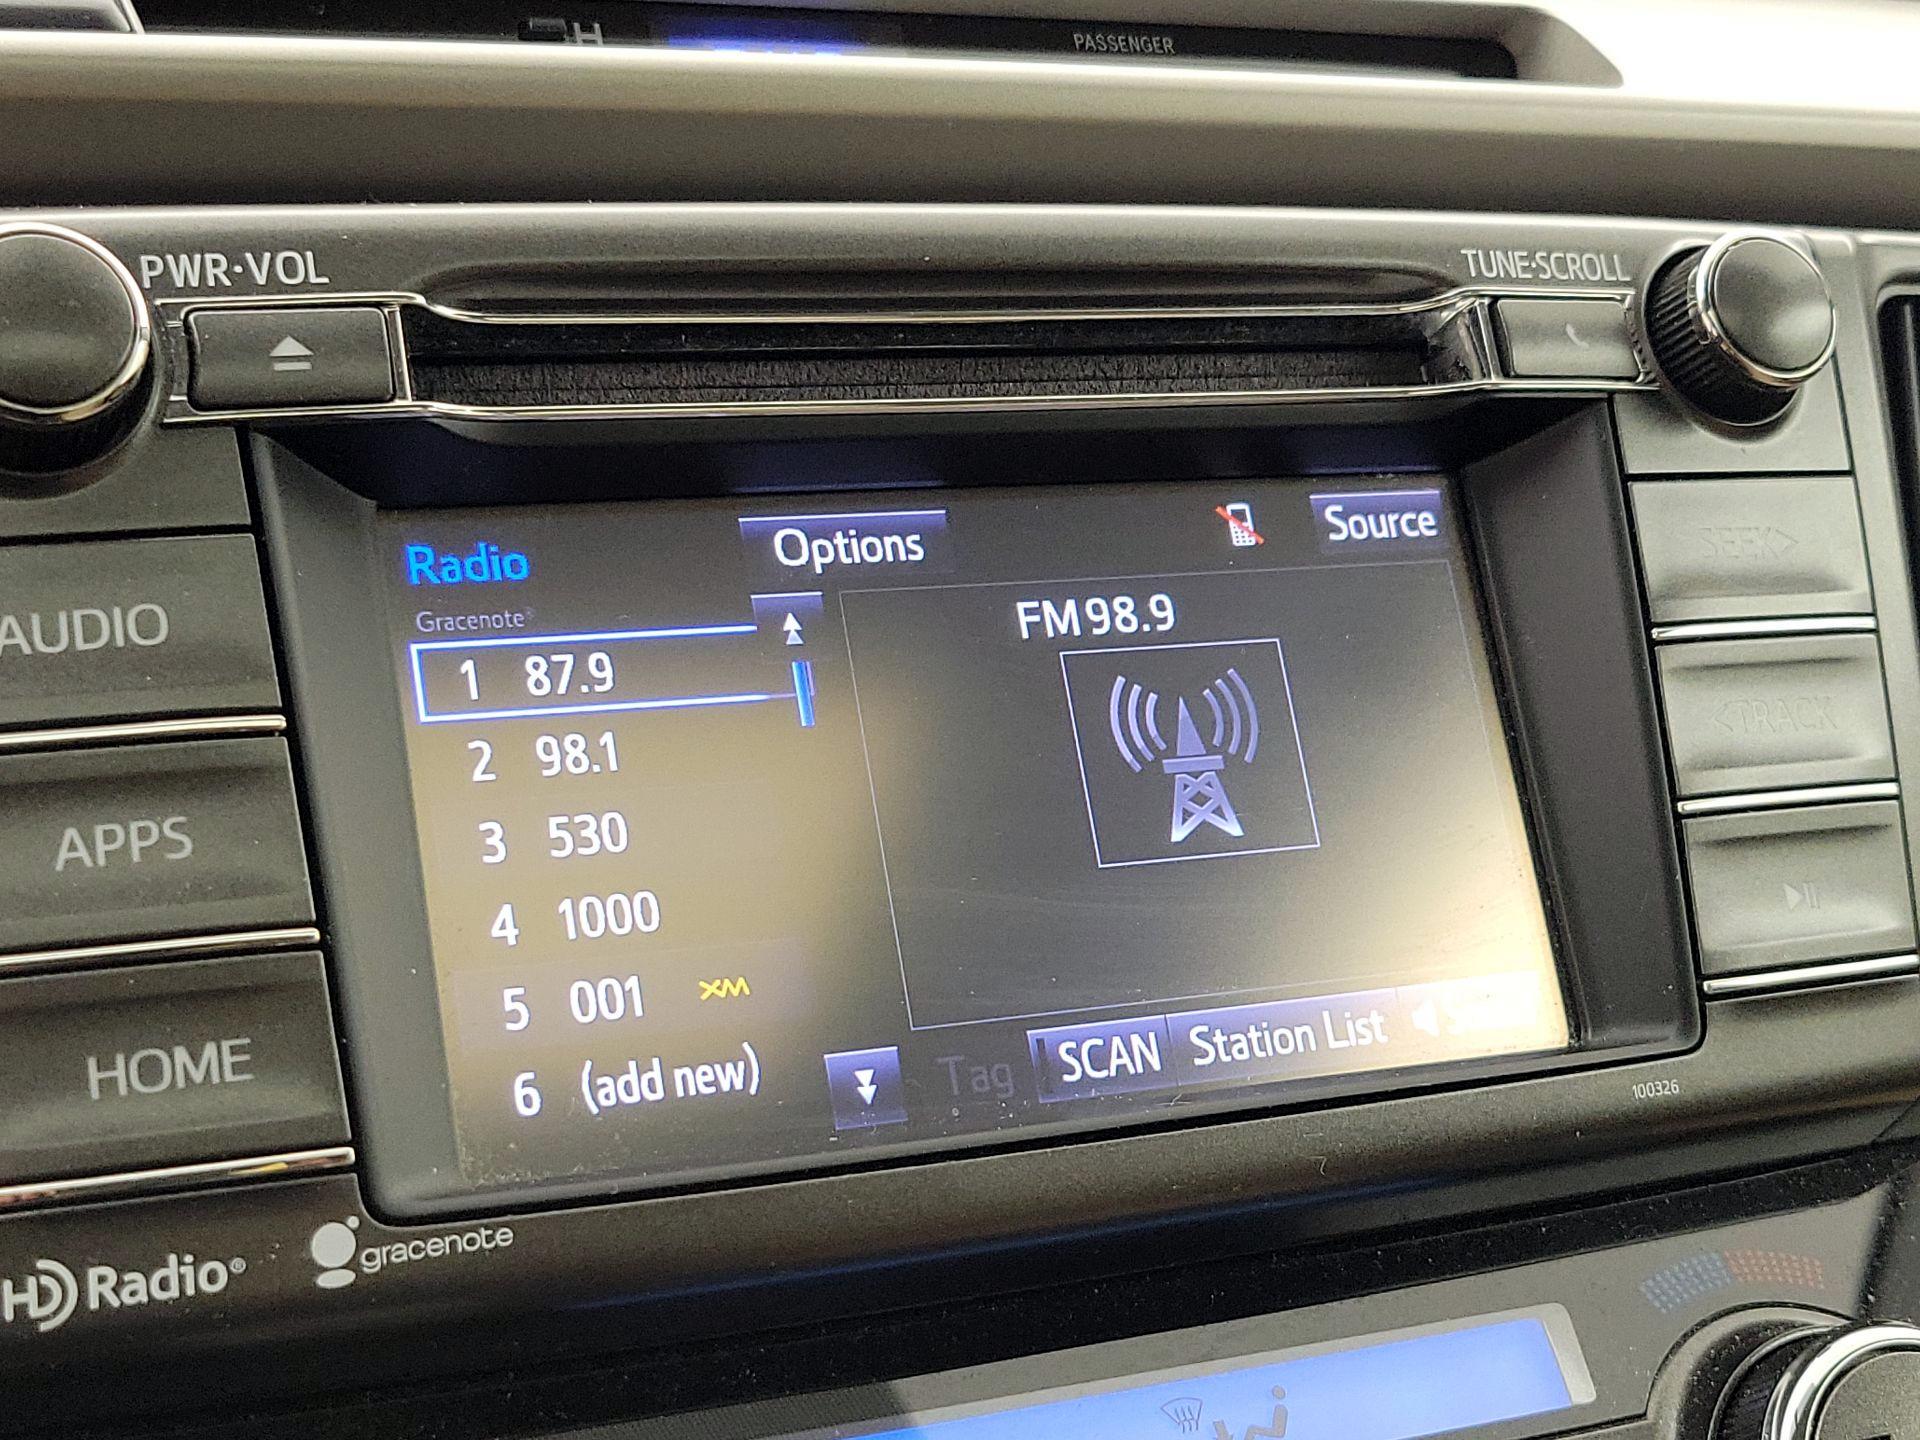 PASSENGER
PWR·VOL
TUNE·SCROLL
Radio
Options
Source
Gracenote
FM 98.9
1 87.9
2 98.1
3 530
4 1000
5 001 XM
6 (add new)
Tag
SCAN
Station List
AUDIO
APPS
HOME
SEEK>
<TRACK
100326
HD Radio®
gracenote